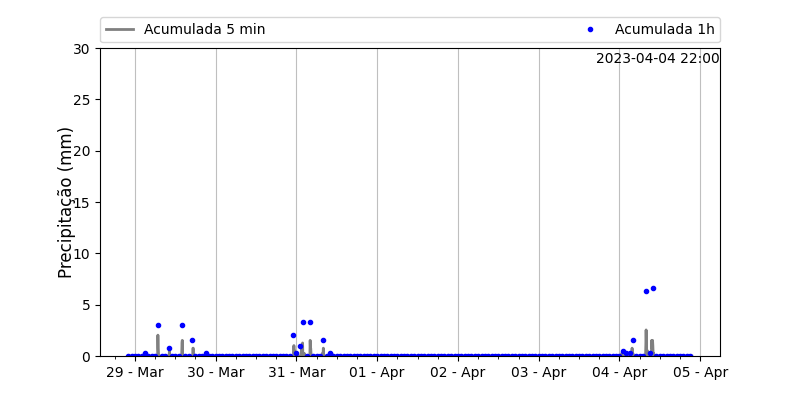 Acumulada 5 min
Acumulada 1h
2023-04-04 22:00
Precipitação (mm)
30
25
20
15
10
5
0
29 - Mar
30 - Mar
31 - Mar
01 - Apr
02 - Apr
03 - Apr
04 - Apr
05 - Apr